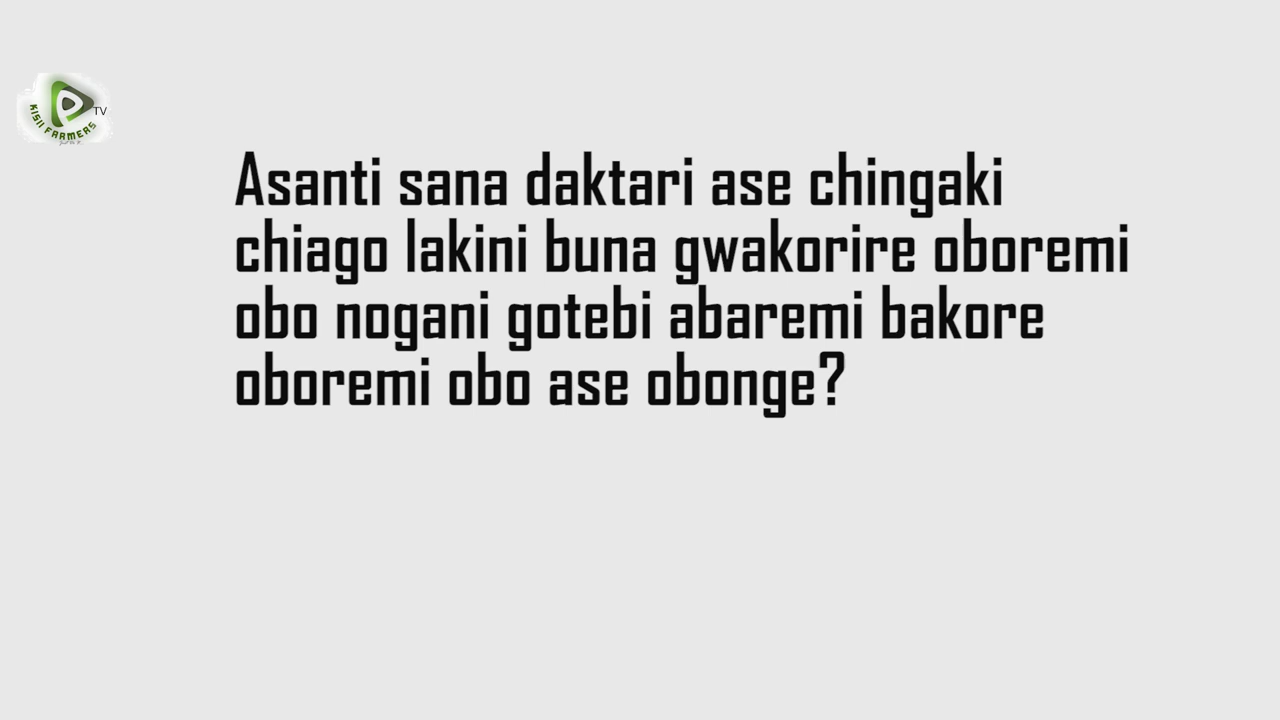 TV
KISII FARMERS
Asanti sana daktari ase chingaki
chiago lakini buna gwakorire oboremi
obo nogani gotebi abaremi bakore
oboremi obo ase obonge?